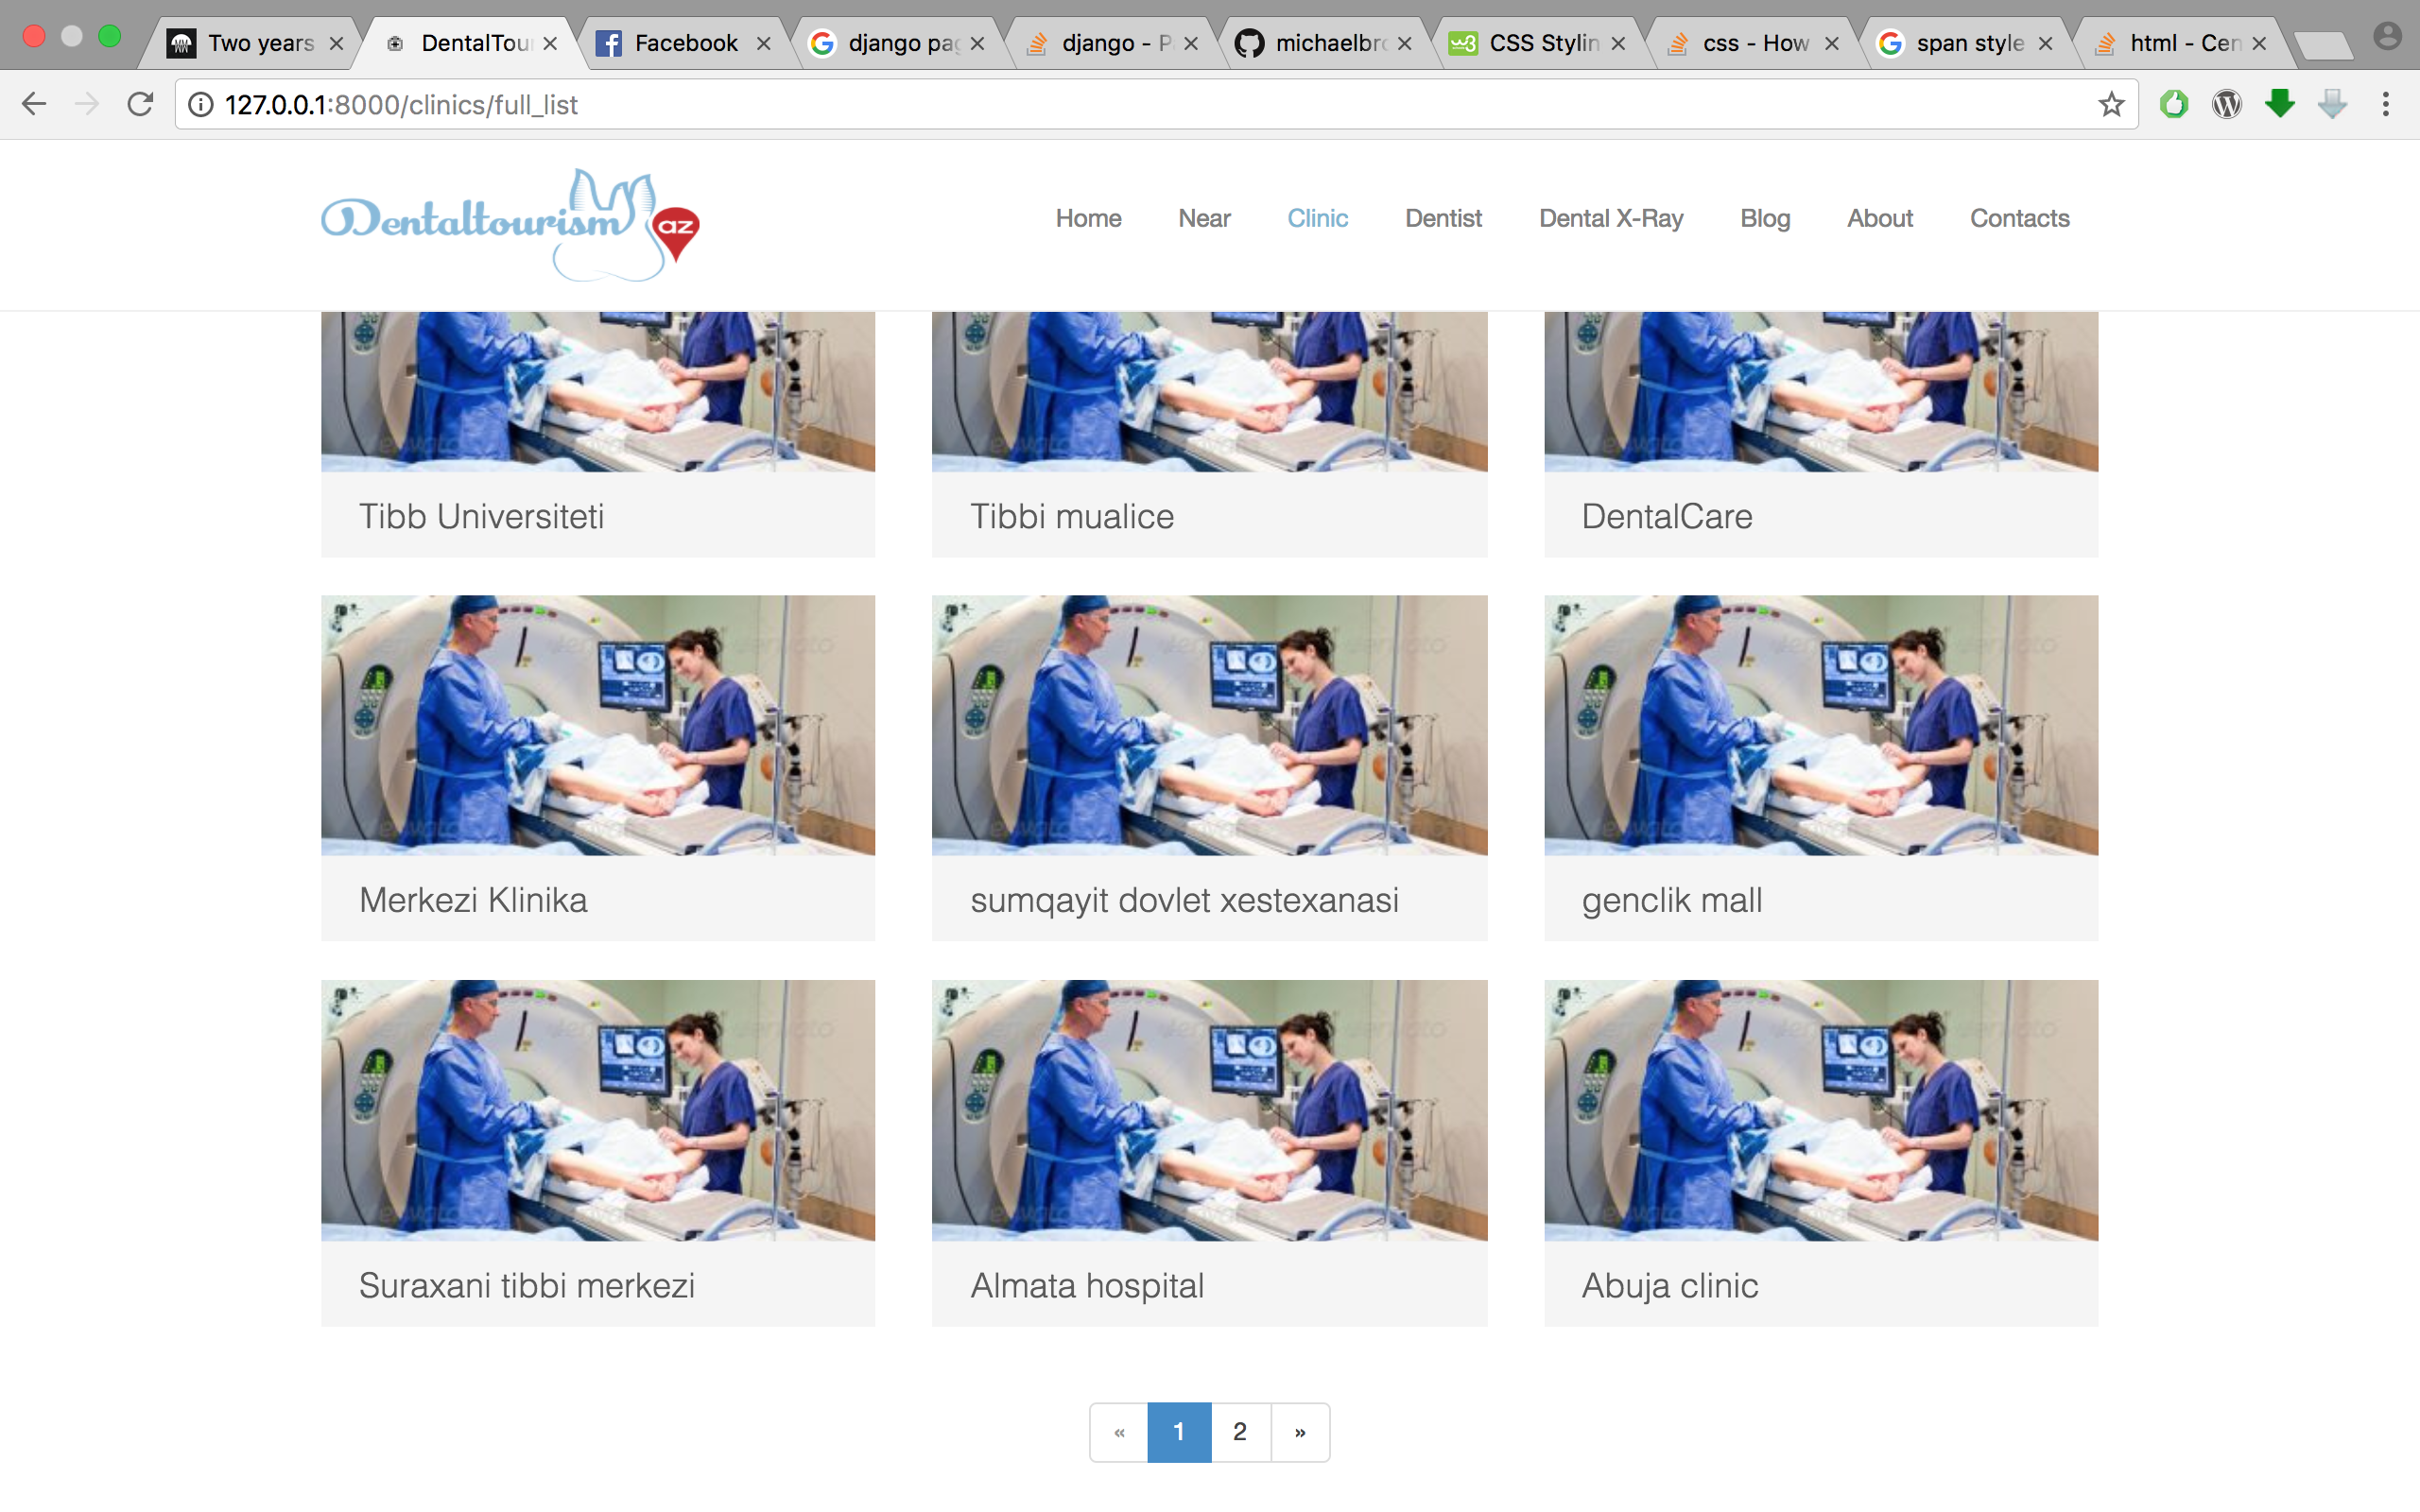 Two years
DentalTou
Facebook
django pag
django - P
michaelbro
CSS Stylin
css - How
span style
html - Cen
127.0.0.1:8000/clinics/full_list
Dentaltourism az
Home Near Clinic Dentist Dental X-Ray Blog About Contacts
Tibb Universiteti
Tibbi mualice
DentalCare
Merkezi Klinika
sumqayit dovlet xestexanasi
genclik mall
Suraxani tibbi merkezi
Almata hospital
Abuja clinic
« 1 2 »